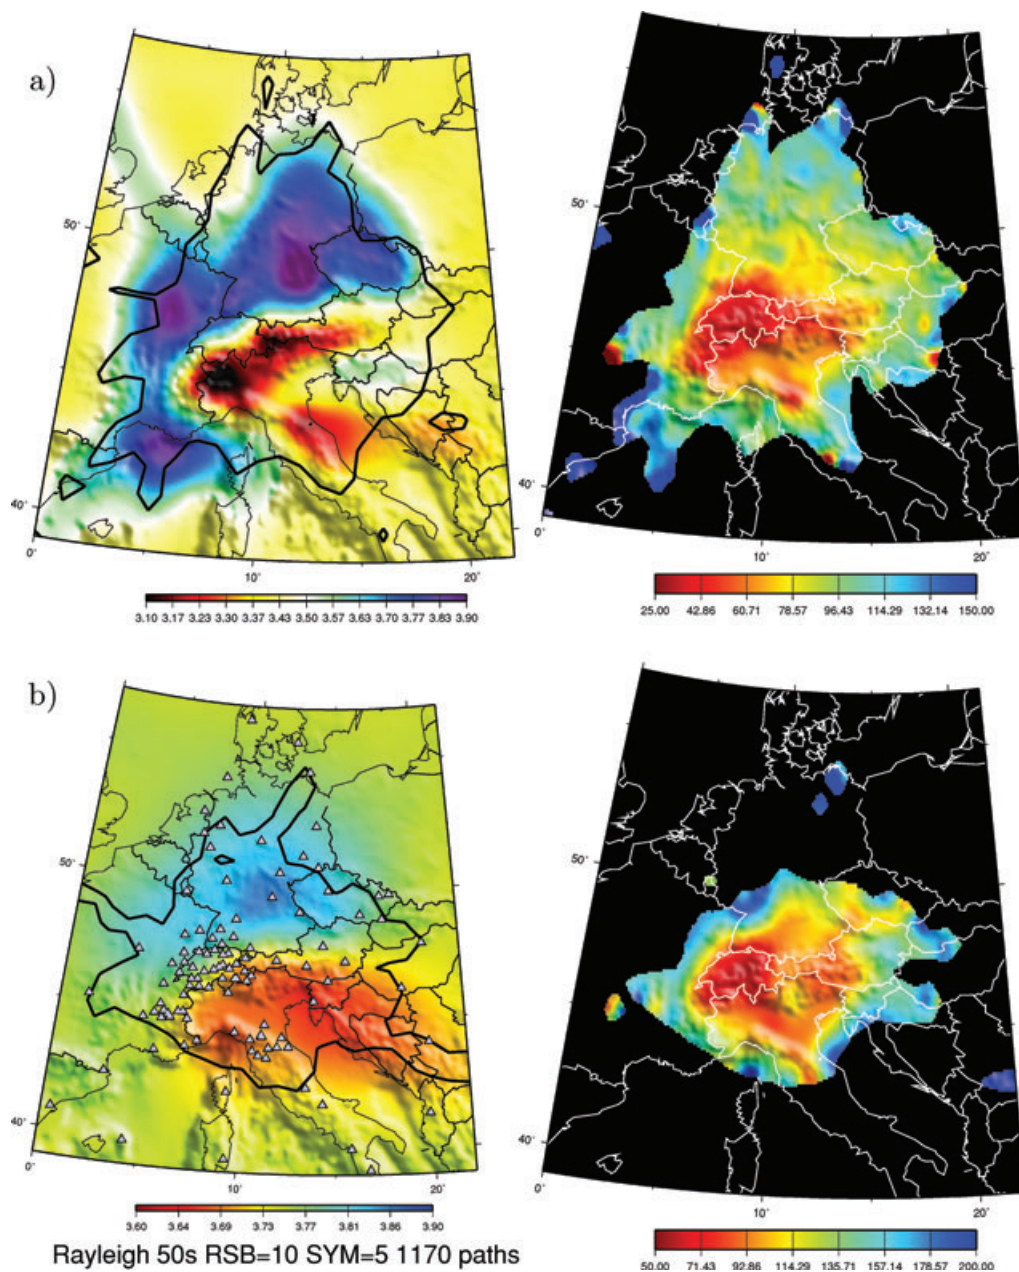 a)
50°
40°
0°
10°
20°
3.10 3.17 3.23 3.30 3.37 3.43 3.50 3.57 3.63 3.70 3.77 3.83 3.90
50°
40°
0°
10°
20°
25.00 42.86 60.71 78.57 96.43 114.29 132.14 150.00
b)
50°
40°
0°
10°
20°
3.60 3.64 3.69 3.73 3.77 3.81 3.86 3.90
Rayleigh 50s RSB=10 SYM=5 1170 paths
50°
40°
0°
10°
20°
50.00 71.43 92.86 114.29 135.71 157.14 178.57 200.00